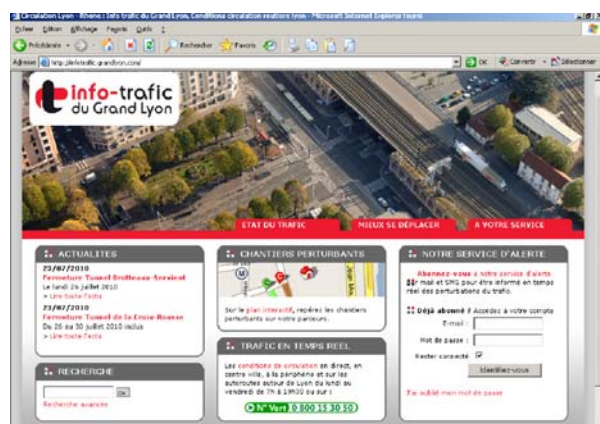 Circulation Lyon - Rhône : Info trafic du Grand Lyon, Conditions circulation routière lyon - Microsoft Internet Explorer fourni
Fichier Edition Affichage Favoris Outils ?
Précédente Rechercher Favoris
Adresse http://infotrafic.grandlyon.com/ OK Convertir Sélectionner
info-trafic
du Grand Lyon
ETAT DU TRAFIC MIEUX SE DÉPLACER A VOTRE SERVICE
ACTUALITES
23/07/2010
Fermeture Tunnel Brotteaux-Servient
Le lundi 26 juillet 2010
» Lire toute l'actu
23/07/2010
Fermeture Tunnel de la Croix-Rousse
Du 26 au 30 juillet 2010 inclus
» Lire toute l'actu
RECHERCHE
OK
Recherche avancée
CHANTIERS PERTURBANTS
M
Jean Mac
Sur le plan interactif, repérez les chantiers
perturbants sur votre parcours.
TRAFIC EN TEMPS REEL
Les conditions de circulation en direct, en
centre ville, à la périphérie et sur les
autoroutes autour de Lyon du lundi au
vendredi de 7h à 19h30 ou sur :
N° Vert 0 800 15 30 50
NOTRE SERVICE D'ALERTE
Abonnez-vous à notre service d'alerte
par mail et SMS pour être informé en temps
réel des perturbations du trafic.
Déjà abonné ? Accédez à votre compte
E-mail :
Mot de passe :
Rester connecté
Identifiez-vous
J'ai oublié mon mot de passe